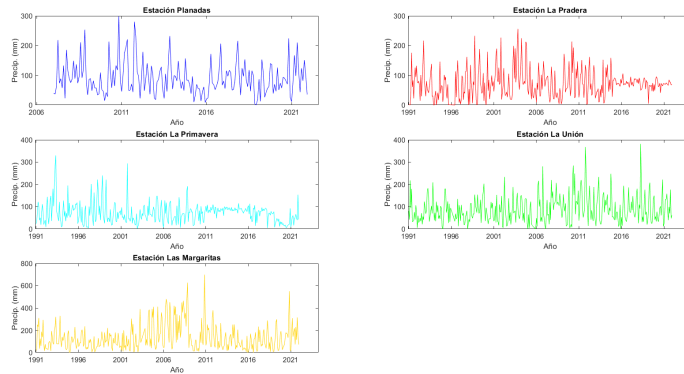 Estación Planadas
Precip. (mm)
300
200
100
0
2006 2011 2016 2021
Año
Estación La Pradera
Precip. (mm)
300
200
100
0
1991 1996 2001 2006 2011 2016 2021
Año
Estación La Primavera
Precip. (mm)
400
300
200
100
0
1991 1996 2001 2006 2011 2016 2021
Año
Estación La Unión
Precip. (mm)
400
300
200
100
0
1991 1996 2001 2006 2011 2016 2021
Año
Estación Las Margaritas
Precip. (mm)
800
600
400
200
0
1991 1996 2001 2006 2011 2016 2021
Año